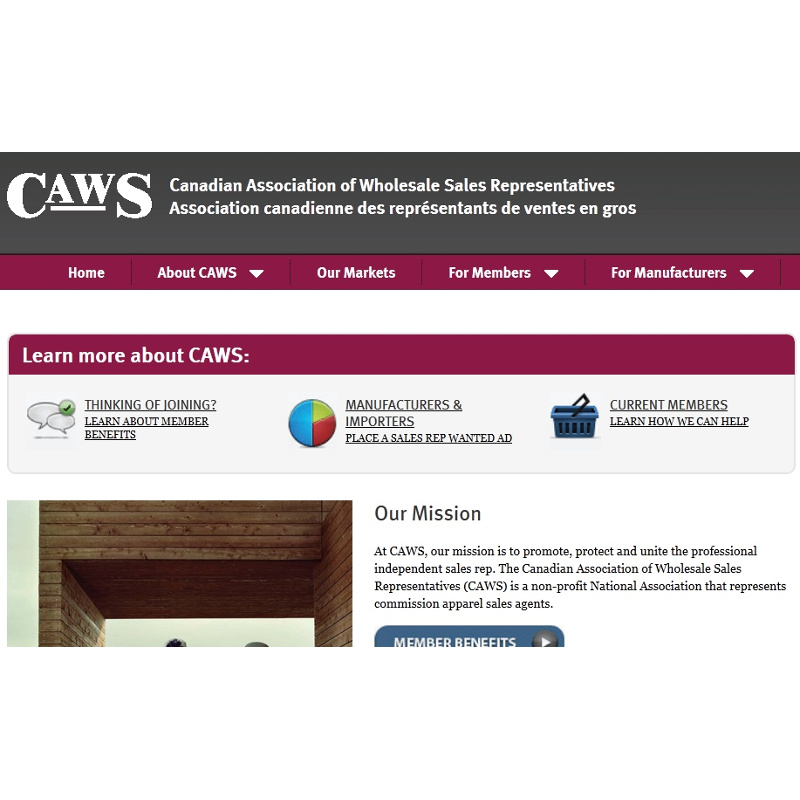 CAWS
Canadian Association of Wholesale Sales Representatives
Association canadienne des représentants de ventes en gros
Home About CAWS Our Markets For Members For Manufacturers
Learn more about CAWS:
THINKING OF JOINING?
LEARN ABOUT MEMBER
BENEFITS
MANUFACTURERS &
IMPORTERS
PLACE A SALES REP WANTED AD
CURRENT MEMBERS
LEARN HOW WE CAN HELP
Our Mission
At CAWS, our mission is to promote, protect and unite the professional
independent sales rep. The Canadian Association of Wholesale Sales
Representatives (CAWS) is a non-profit National Association that represents
commission apparel sales agents.
MEMBER BENEFITS